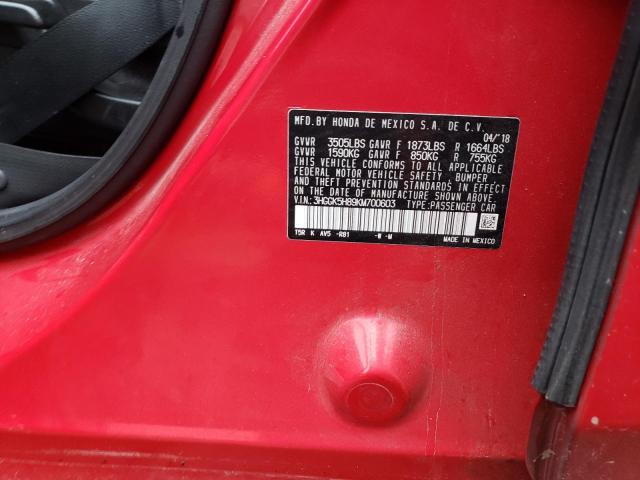 MFD.BY HONDA DE MEXICO S.A. DE C.V.
04/'18
GVWR 3505LBS GAWR F 1873LBS R 1664LBS
GVWR 1590KG GAWR F 850KG R 755KG
THIS VEHICLE CONFORMS TO ALL APPLICABLE
FEDERAL MOTOR VEHICLE SAFETY . BUMPER
AND THEFT PREVENTION STANDARDS IN EFFECT
ON THE DATE OF MANUFACTURE SHOWN ABOVE.
V.I.N.: 3HGGK5H89KM700603 TYPE:PASSENGER CAR
T5R K AV5 -R81 -W -M MADE IN MEXICO